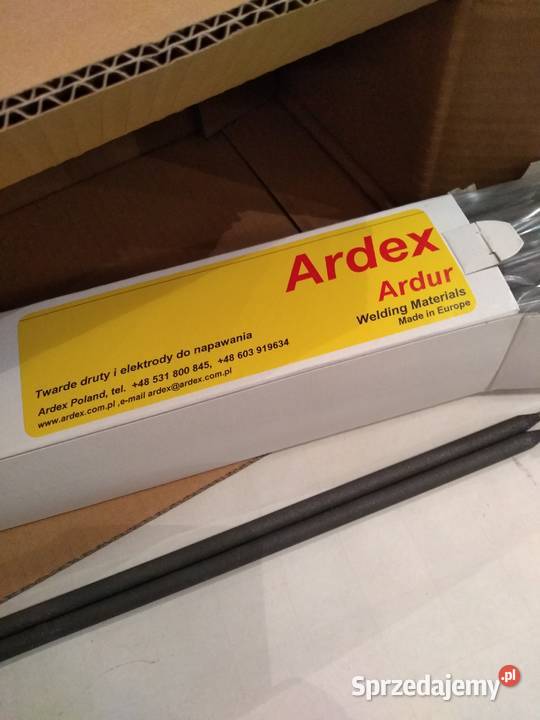 Ardex
Ardur
Welding Materials
Made in Europe
Twarde druty i elektrody do napawania
Ardex Poland, tel. +48 531 800 845, +48 603 919634
www.ardex.com.pl ,e-mail ardex@ardex.com.pl
Sprzedajemy.pl